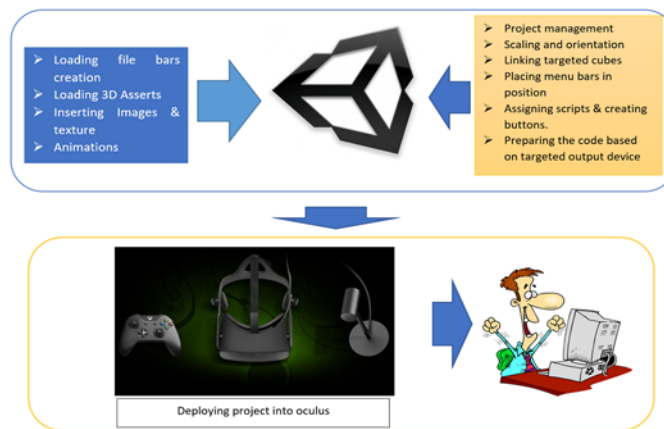 Loading file bars
creation
Loading 3D Asserts
Inserting Images &
texture
Animations
Project management
Scaling and orientation
Linking targeted cubes
Placing menu bars in
position
Assigning scripts & creating
buttons.
Preparing the code based
on targeted output device
Deploying project into oculus